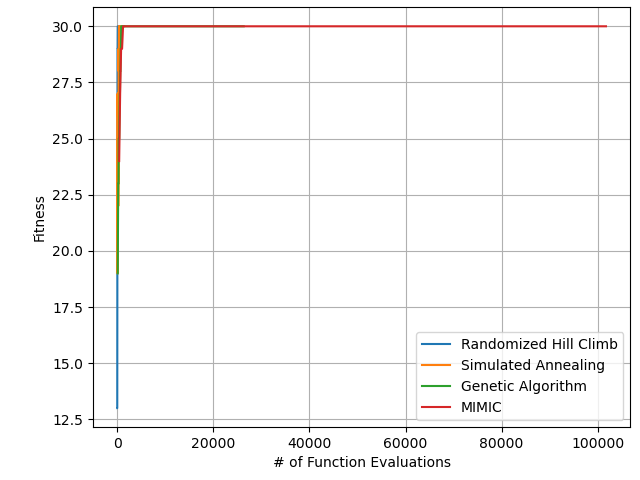 30.0
27.5
25.0
22.5
20.0
17.5
15.0
12.5
Fitness
Randomized Hill Climb
Simulated Annealing
Genetic Algorithm
MIMIC
0 20000 40000 60000 80000 100000
# of Function Evaluations